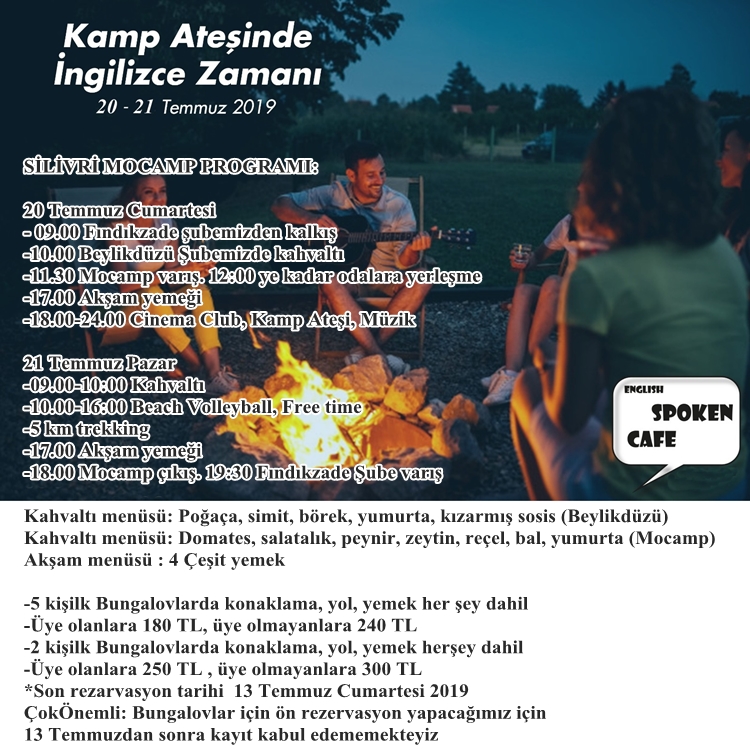 Kamp Ateşinde
İngilizce Zamanı
20 - 21 Temmuz 2019
SİLİVRİ MOCAMP PROGRAMI:
20 Temmuz Cumartesi
- 09.00 Fındıkzade şubemizden kalkış
-10.00 Beylikdüzü Şubemizde kahvaltı
-11.30 Mocamp varış. 12:00 ye kadar odalara yerleşme
-17.00 Akşam yemeği
-18.00-24.00 Cinema Club, Kamp Ateşi, Müzik
21 Temmuz Pazar
-09.00-10:00 Kahvaltı
-10.00-16:00 Beach Volleyball, Free time
-5 km trekking
-17.00 Akşam yemeği
-18.00 Mocamp çıkış. 19:30 Fındıkzade Şube varış
ENGLISH
SPOKEN
CAFE
Kahvaltı menüsü: Poğaça, simit, börek, yumurta, kızarmış sosis (Beylikdüzü)
Kahvaltı menüsü: Domates, salatalık, peynir, zeytin, reçel, bal, yumurta (Mocamp)
Akşam menüsü : 4 Çeşit yemek
-5 kişilk Bungalovlarda konaklama, yol, yemek her şey dahil
-Üye olanlara 180 TL, üye olmayanlara 240 TL
-2 kişilk Bungalovlarda konaklama, yol, yemek herşey dahil
-Üye olanlara 250 TL , üye olmayanlara 300 TL
*Son rezarvasyon tarihi 13 Temmuz Cumartesi 2019
ÇokÖnemli: Bungalovlar için ön rezervasyon yapacağımız için
13 Temmuzdan sonra kayıt kabul edememekteyiz